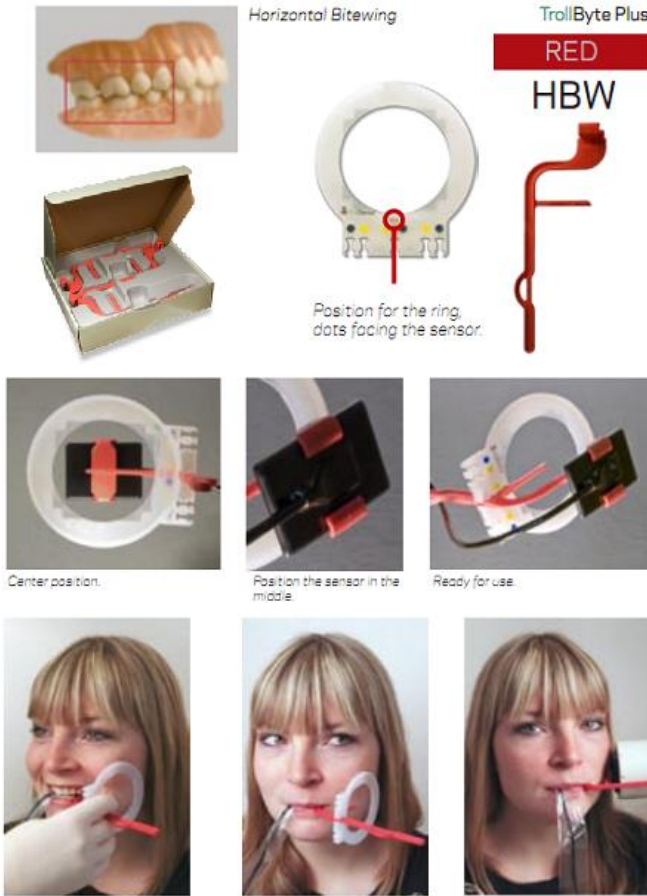 Horizontal Bitewing
TrollByte Plus
RED
HBW
Position for the ring,
dots facing the sensor.
Center position.
Position the sensor in the
middle.
Ready for use.